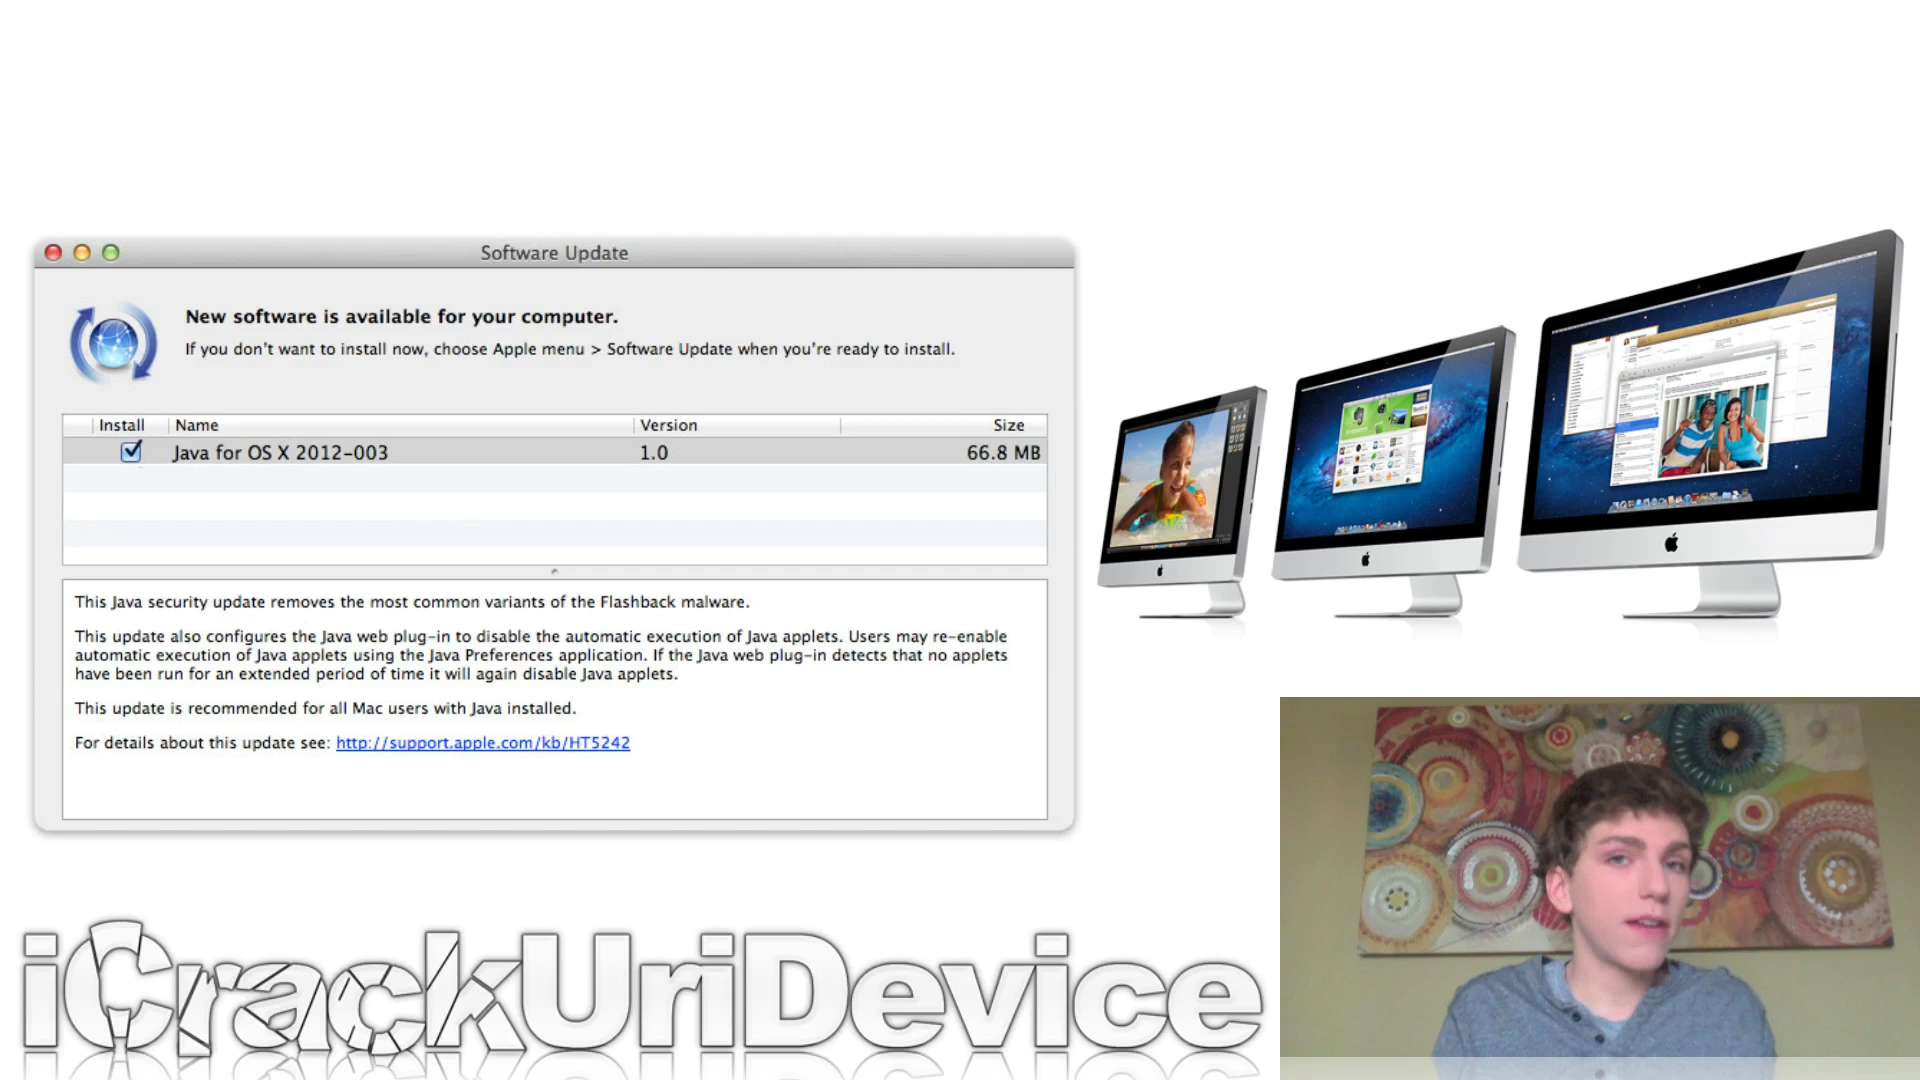 Software Update
New software is available for your computer.
If you don't want to install now, choose Apple menu > Software Update when you're ready to install.
Install Name Version Size
Java for OS X 2012-003 1.0 66.8 MB
This Java security update removes the most common variants of the Flashback malware.
This update also configures the Java web plug-in to disable the automatic execution of Java applets. Users may re-enable
automatic execution of Java applets using the Java Preferences application. If the Java web plug-in detects that no applets
have been run for an extended period of time it will again disable Java applets.
This update is recommended for all Mac users with Java installed.
For details about this update see: http://support.apple.com/kb/HT5242
iCrackUriDevice